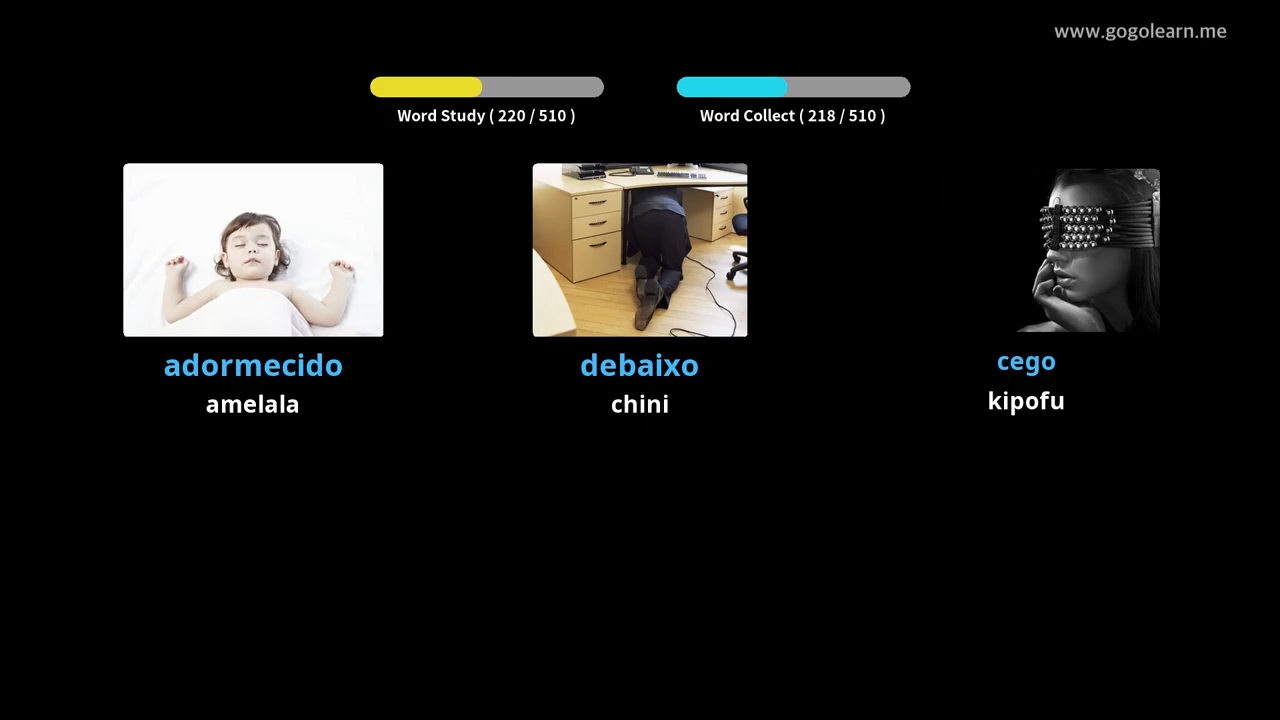 www.gogolearn.me
Word Study ( 220 / 510 )
Word Collect ( 218 / 510 )
adormecido
amelala
debaixo
chini
cego
kipofu